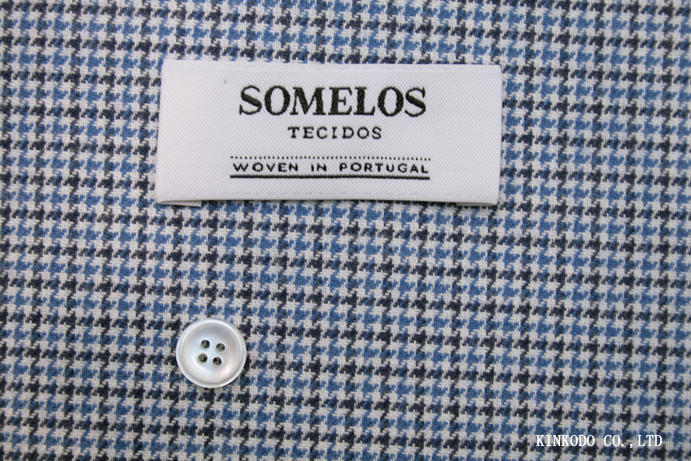 SOMELOS
TECIDOS
WOVEN IN PORTUGAL
KINKODO CO.,LTD